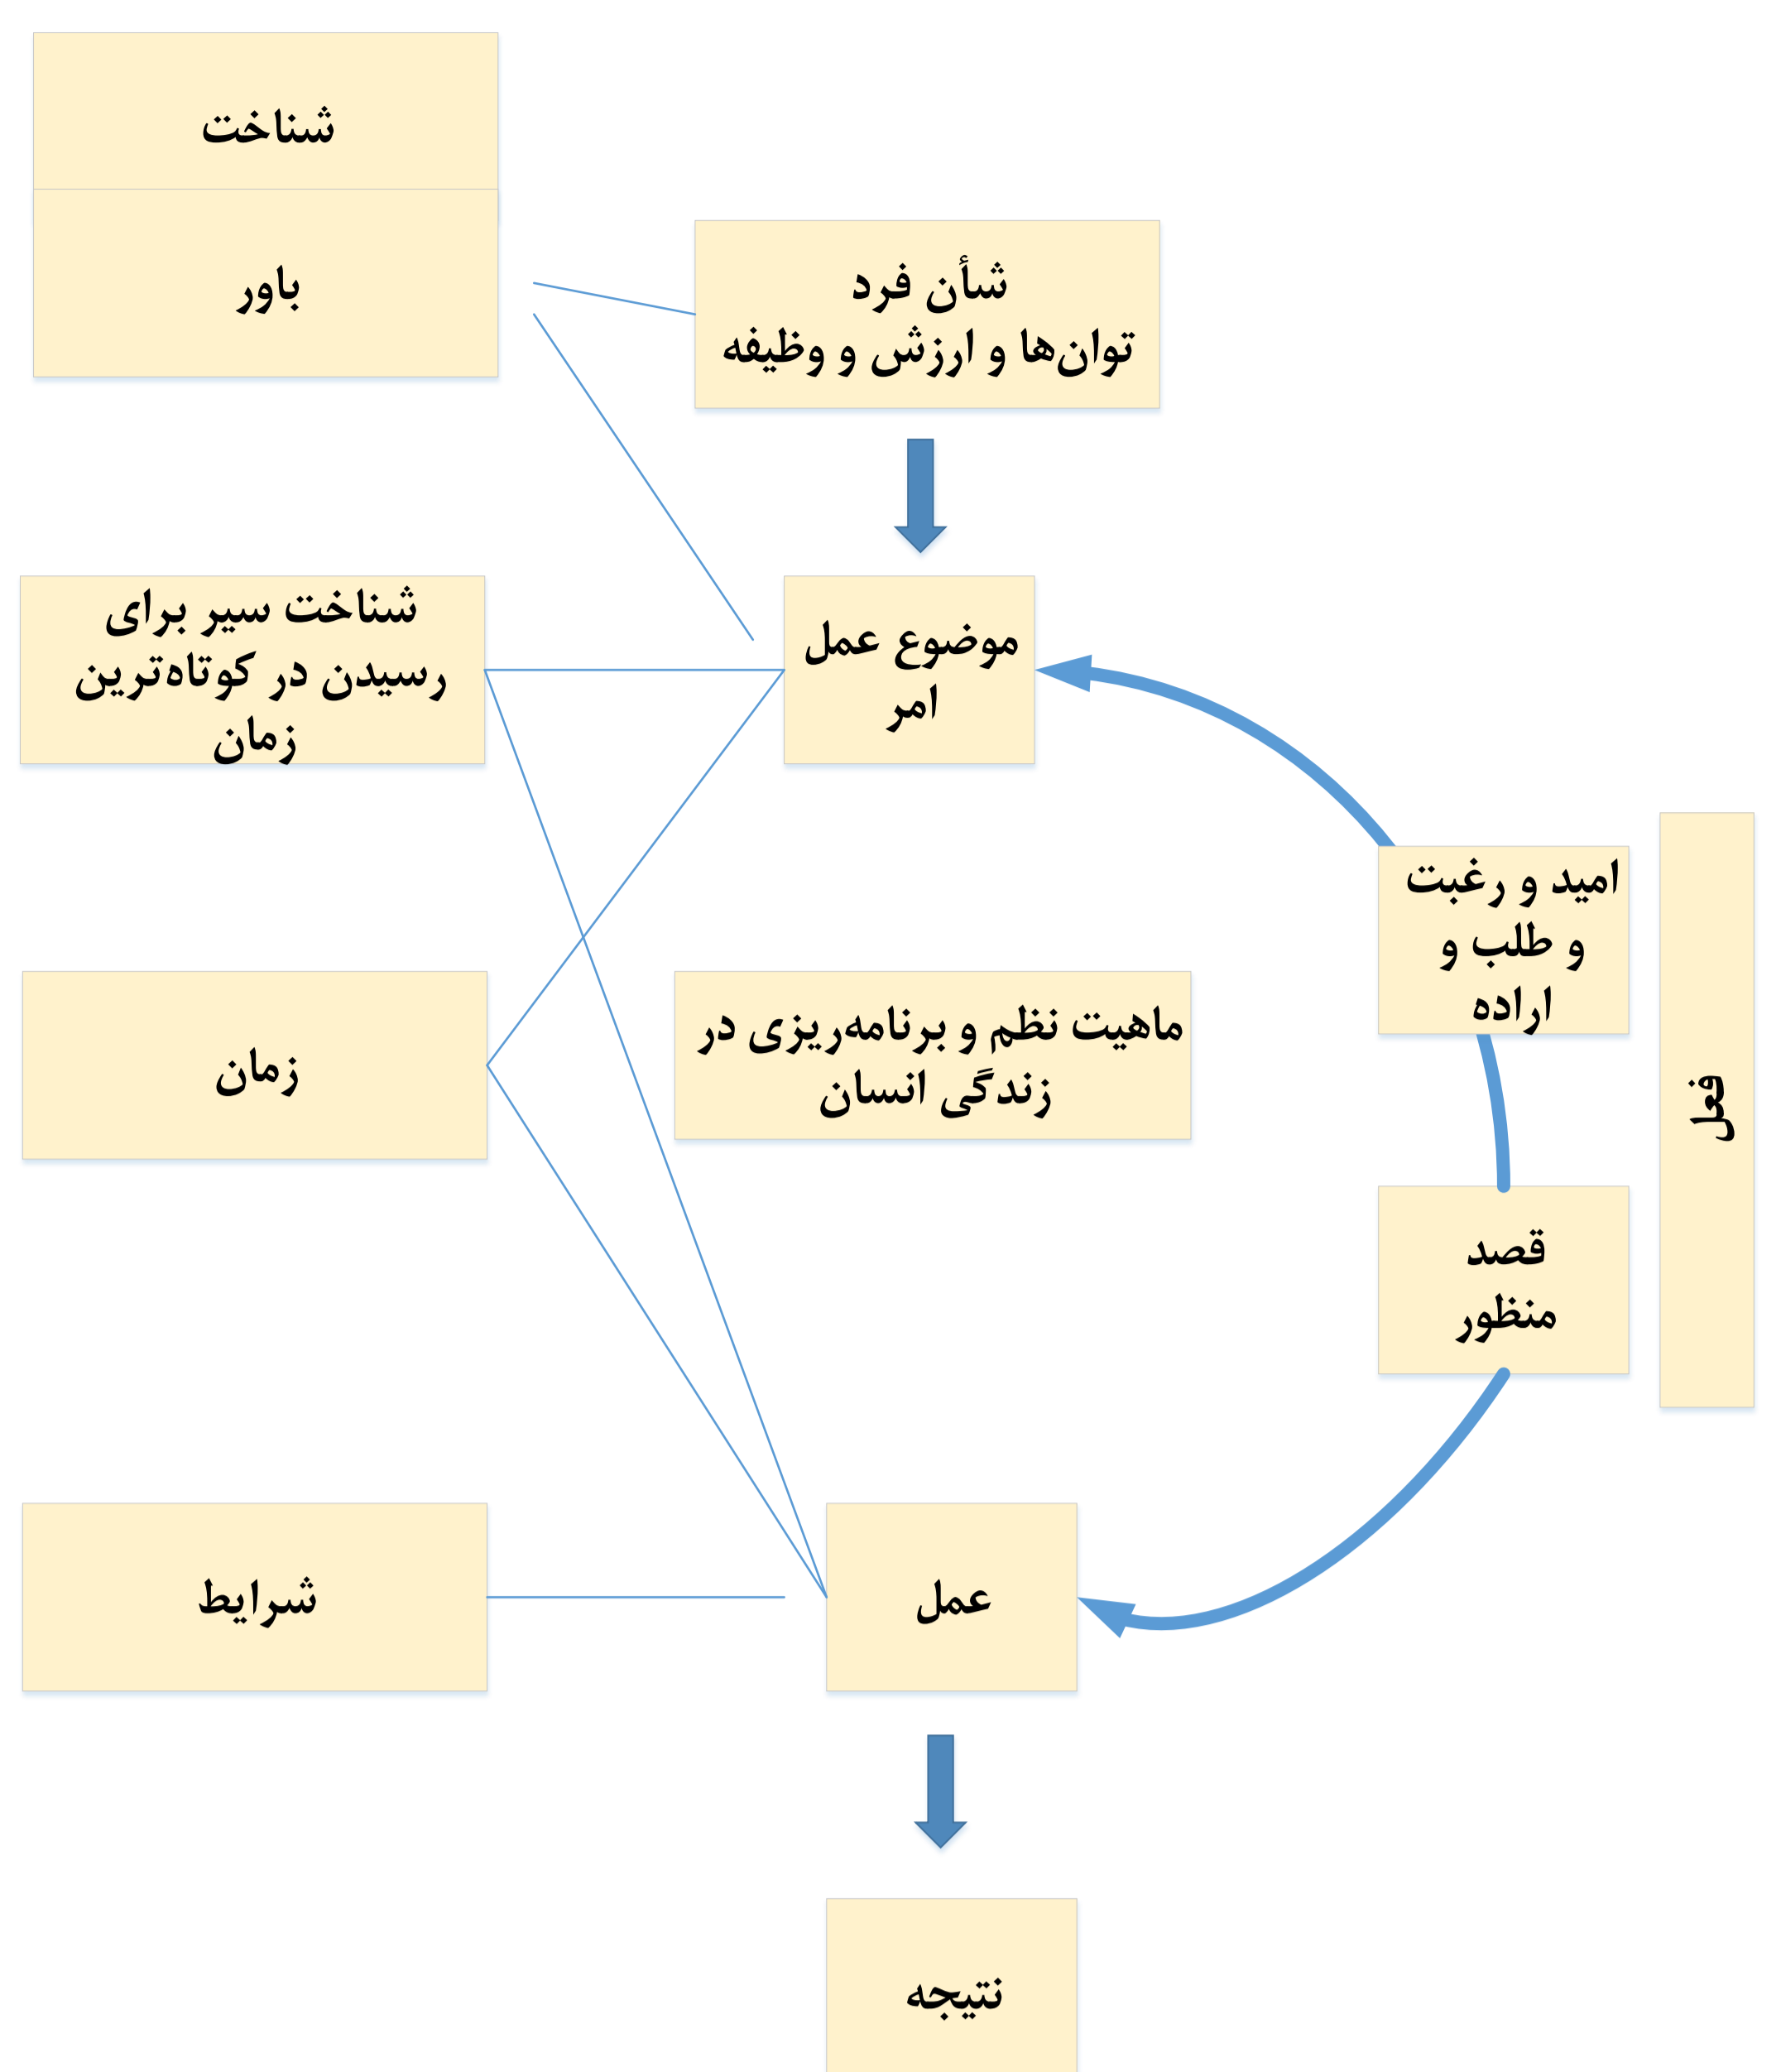 شناخت
باور
شأن فرد
توان‌ها و ارزش و وظیفه
شناخت سیر برای
رسیدن در کوتاه‌ترین
زمان
موضوع عمل
امر
امید و رغبت
و طلب و
اراده
فعل
زمان
ماهیت نظم و برنامه‌ریزی در
زندگی انسان
قصد
منظور
شرایط
عمل
نتیجه